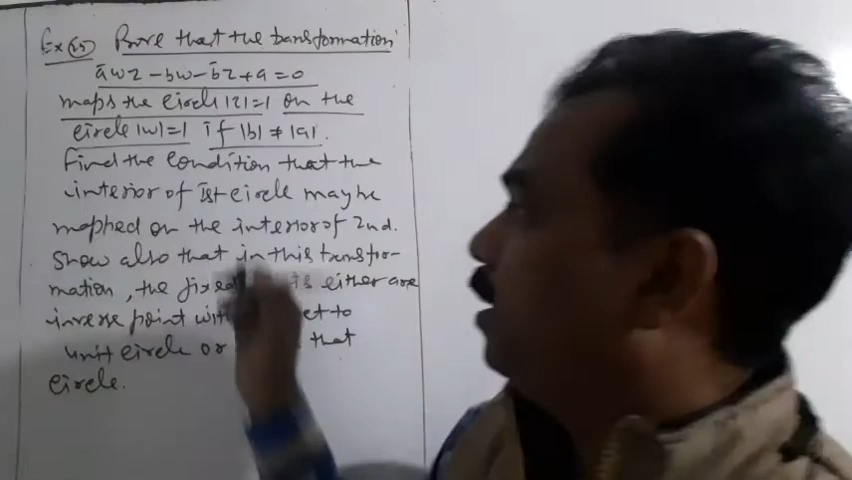 Ex(25) Prove that the transformation
āwz - bw - b̄z + a = 0
maps the circle |z|=1 on the
circle |w|=1 if |b| ≠ |a|.
Find the condition that the
interior of Ist circle may be
mapped on the interior of 2nd.
Show also that in this transfor-
mation, the fixed either are
inverse point
unit circle or that
circle.